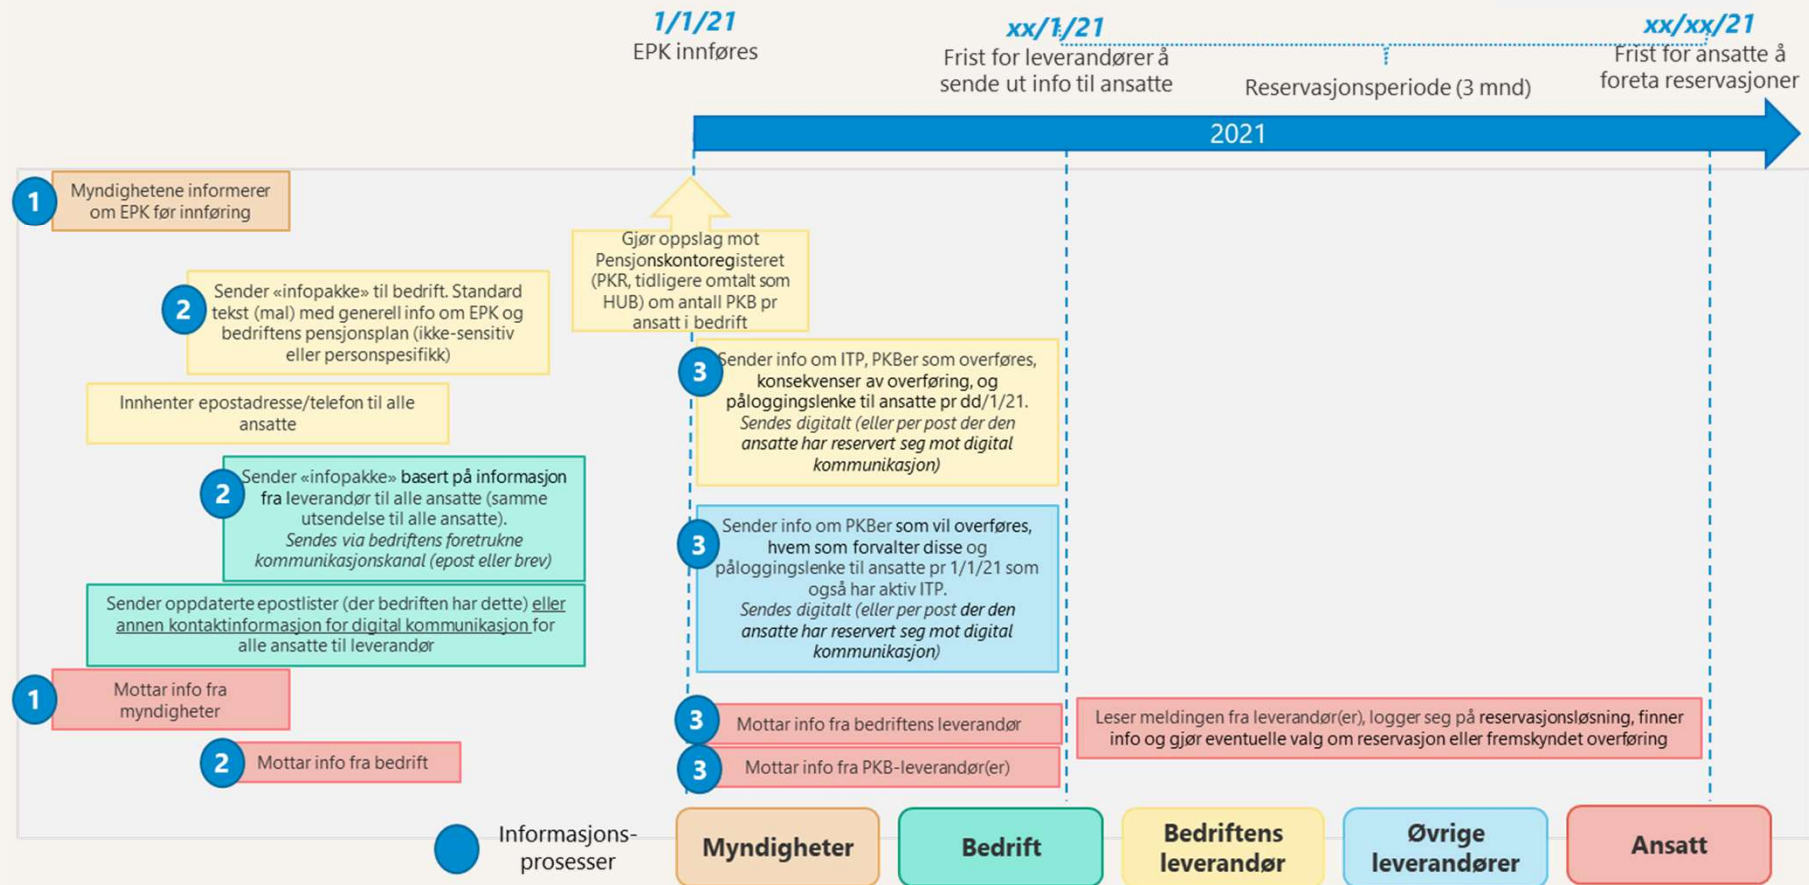 1/1/21
EPK innføres
xx/1/21
Frist for leverandører å
sende ut info til ansatte
Reservasjonsperiode (3 mnd)
xx/xx/21
Frist for ansatte å
foreta reservasjoner
2021
1
Myndighetene informerer
om EPK før innføring
Gjør oppslag mot
Pensjonskontoregisteret
(PKR, tidligere omtalt som
HUB) om antall PKB pr
ansatt i bedrift
2
Sender «infopakke» til bedrift. Standard
tekst (mal) med generell info om EPK og
bedriftens pensjonsplan (ikke-sensitiv
eller personspesifikk)
3
Sender info om ITP, PKBer som overføres,
konsekvenser av overføring, og
påloggingslenke til ansatte pr dd/1/21.
Sendes digitalt (eller per post der den
ansatte har reservert seg mot digital
kommunikasjon)
Innhenter epostadresse/telefon til alle
ansatte
2
Sender «infopakke» basert på informasjon
fra leverandør til alle ansatte (samme
utsendelse til alle ansatte).
Sendes via bedriftens foretrukne
kommunikasjonskanal (epost eller brev)
3
Sender info om PKBer som vil overføres,
hvem som forvalter disse og
påloggingslenke til ansatte pr 1/1/21 som
også har aktiv ITP.
Sendes digitalt (eller per post der den
ansatte har reservert seg mot digital
kommunikasjon)
Sender oppdaterte epostlister (der bedriften har dette) eller
annen kontaktinformasjon for digital kommunikasjon for
alle ansatte til leverandør
1
Mottar info fra
myndigheter
3
Mottar info fra bedriftens leverandør
Leser meldingen fra leverandør(er), logger seg på reservasjonsløsning, finner
info og gjør eventuelle valg om reservasjon eller fremskyndet overføring
2
Mottar info fra bedrift
3
Mottar info fra PKB-leverandør(er)
Informasjons-
prosesser
Myndigheter
Bedrift
Bedriftens
leverandør
Øvrige
leverandører
Ansatt